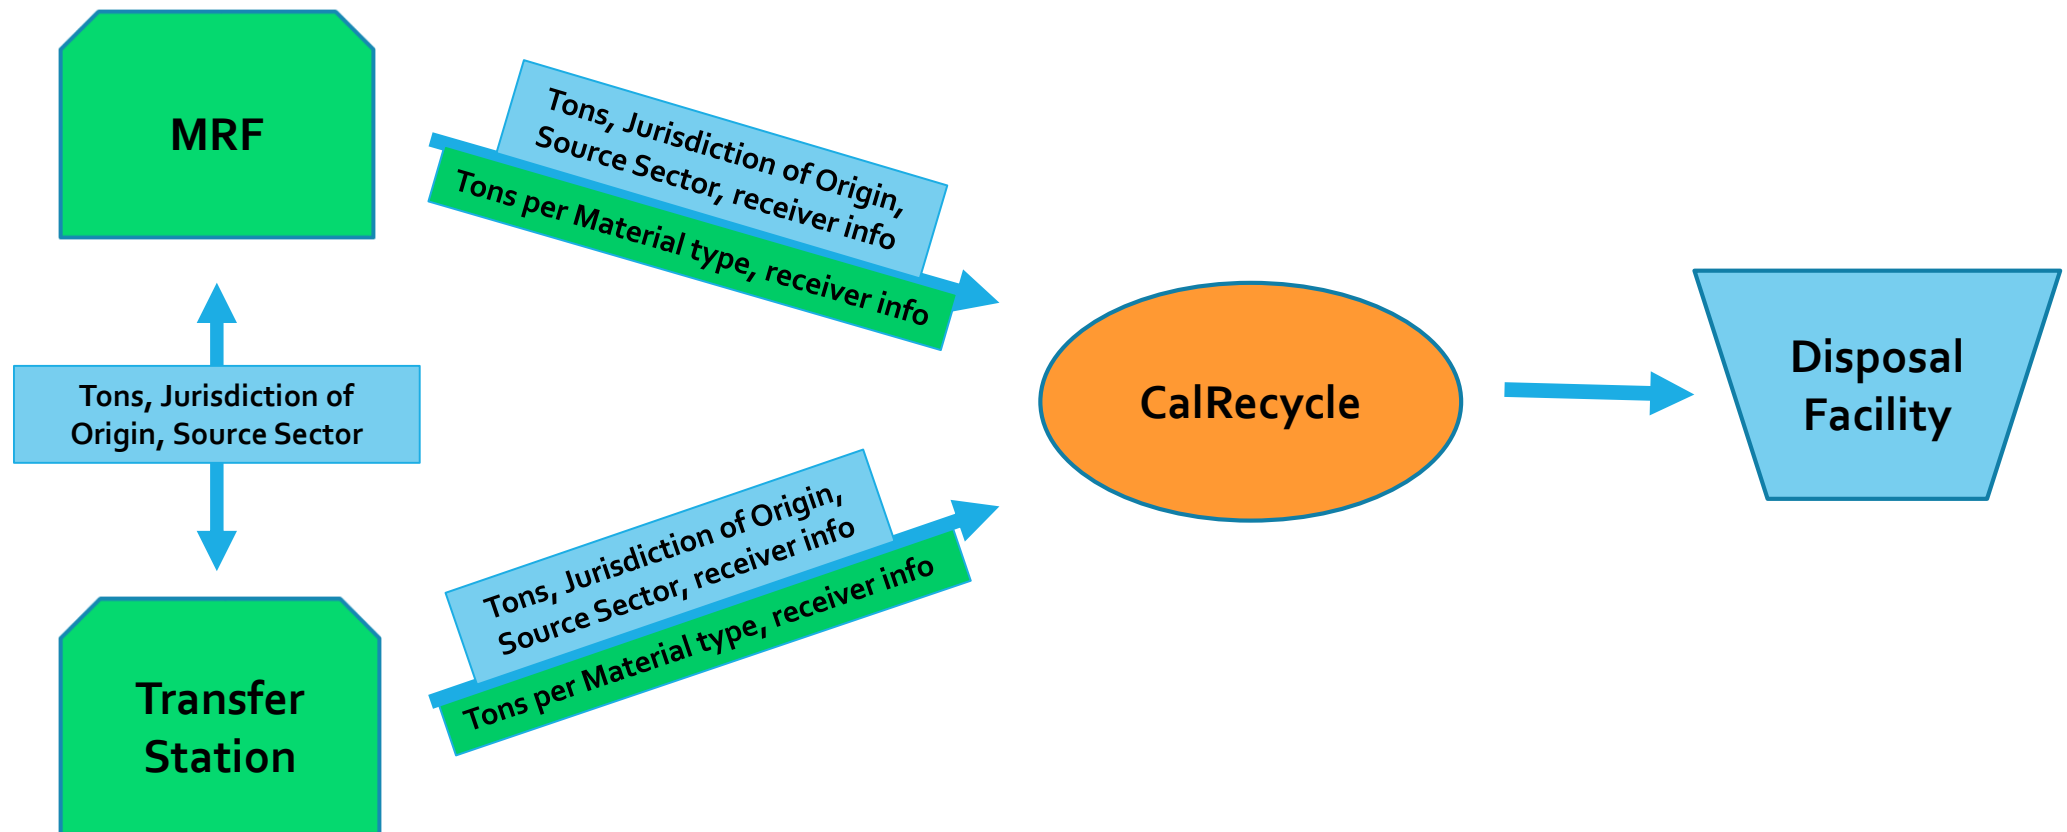 MRF
Tons, Jurisdiction of Origin,
Source Sector, receiver info
Tons per Material type, receiver info
Tons, Jurisdiction of
Origin, Source Sector
CalRecycle
Disposal
Facility
Tons, Jurisdiction of Origin,
Source Sector, receiver info
Tons per Material type, receiver info
Transfer
Station